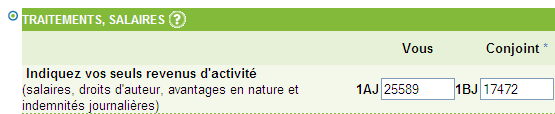 TRAITEMENTS, SALAIRES ?
Vous Conjoint *
Indiquez vos seuls revenus d'activité
(salaires, droits d'auteur, avantages en nature et 1AJ 25589 1BJ 17472
indemnités journalières)